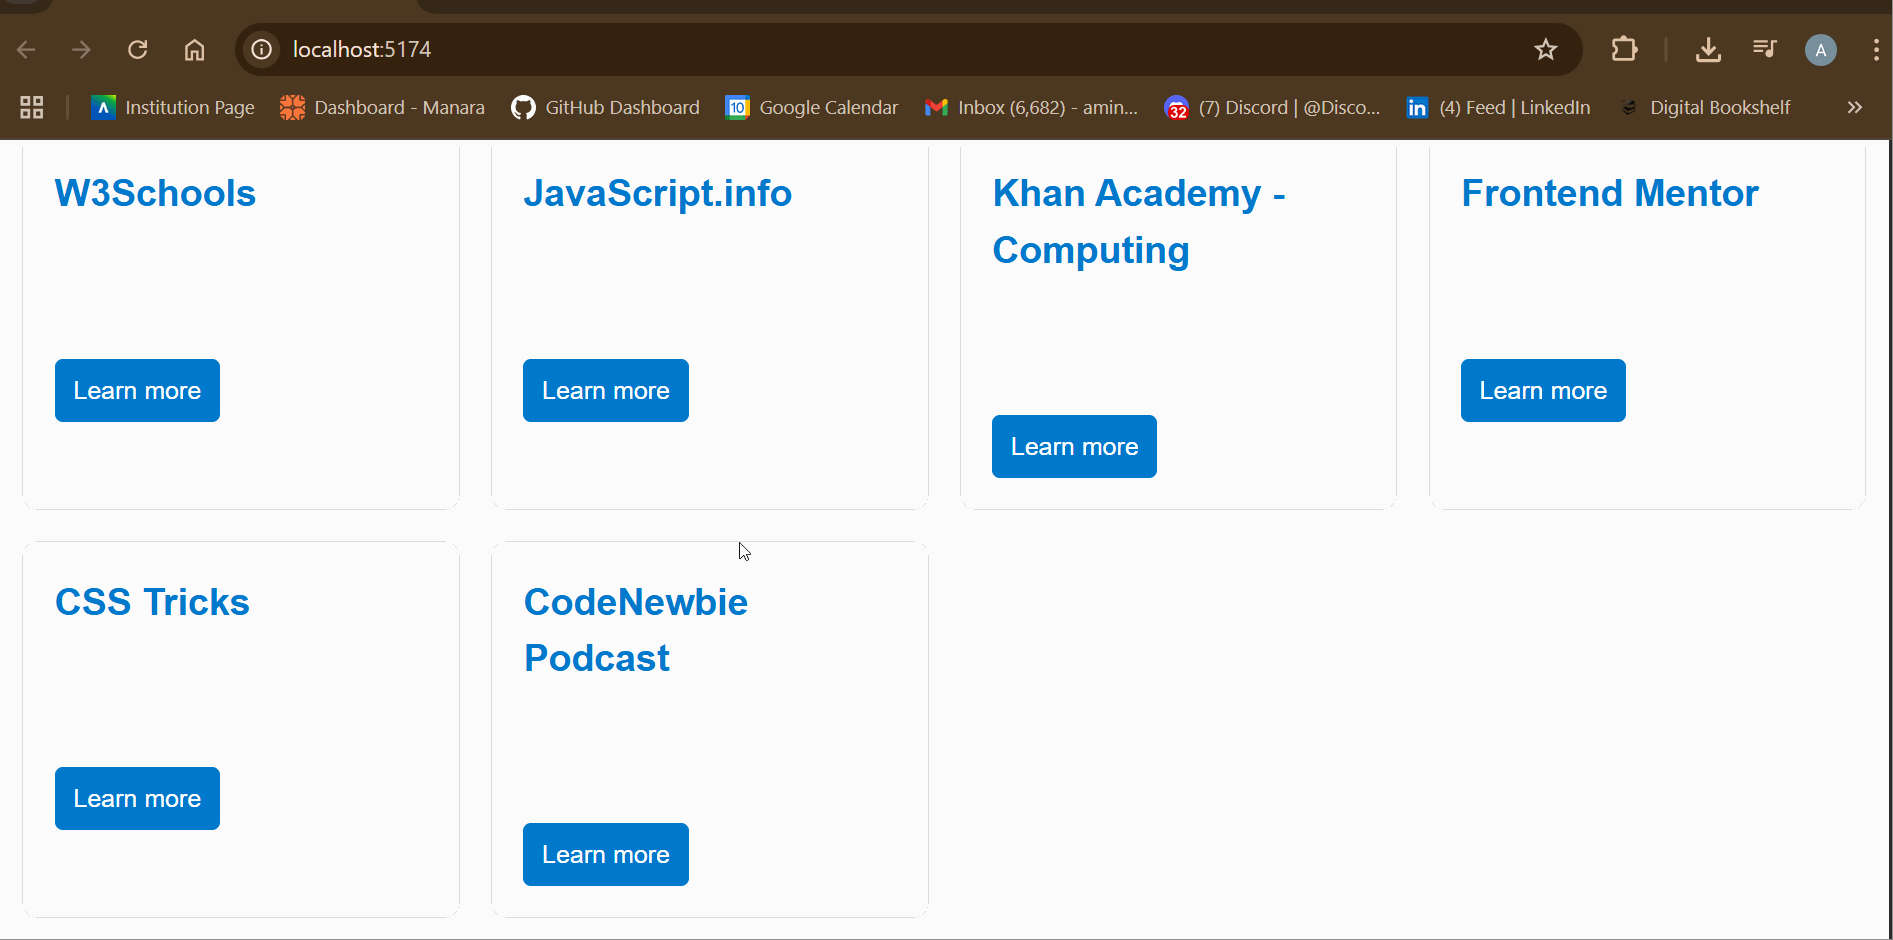 localhost:5174
A
Institution Page
Dashboard - Manara
GitHub Dashboard
10
Google Calendar
Inbox (6,682) - amin...
32
(7) Discord | @Disco...
in
(4) Feed | LinkedIn
Digital Bookshelf
W3Schools
JavaScript.info
Khan Academy -
Computing
Frontend Mentor
Learn more
Learn more
Learn more
Learn more
CSS Tricks
CodeNewbie
Podcast
Learn more
Learn more